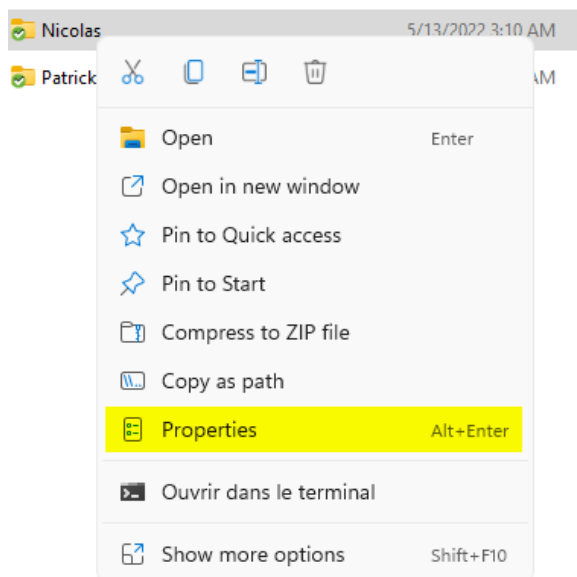 Nicolas 5/13/2022 3:10 AM
Patrick AM
Open Enter
Open in new window
Pin to Quick access
Pin to Start
Compress to ZIP file
Copy as path
Properties Alt+Enter
Ouvrir dans le terminal
Show more options Shift+F10